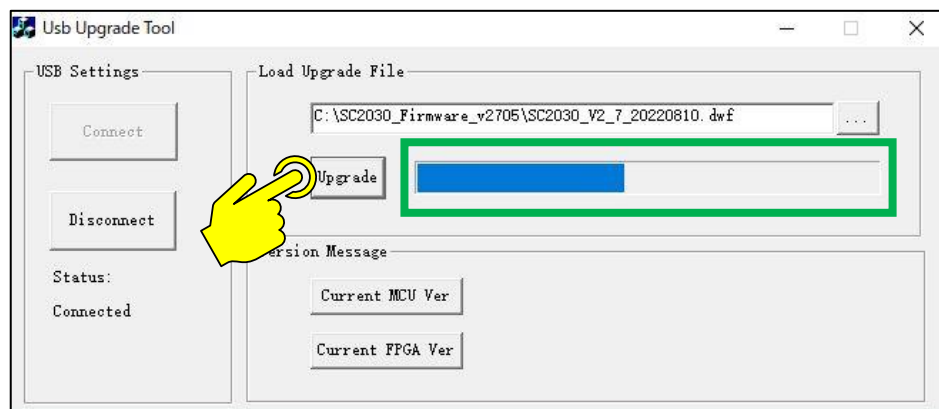 Usb Upgrade Tool
USB Settings
Connect
Disconnect
Status:
Connected
Load Upgrade File
C:\SC2030_Firmware_v2705\SC2030_V2_7_20220810.dwf
...
Upgrade
ersion Message
Current MCU Ver
Current FPGA Ver